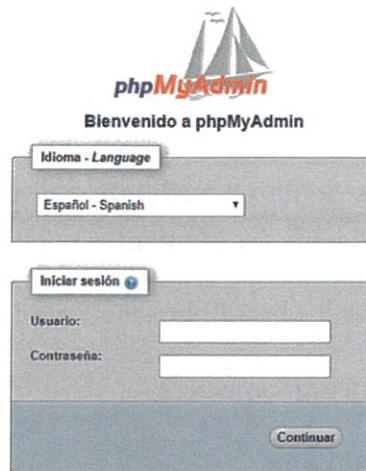 phpMyAdmin
Bienvenido a phpMyAdmin
Idioma - Language
Español - Spanish
Iniciar sesión
Usuario:
Contraseña:
Continuar